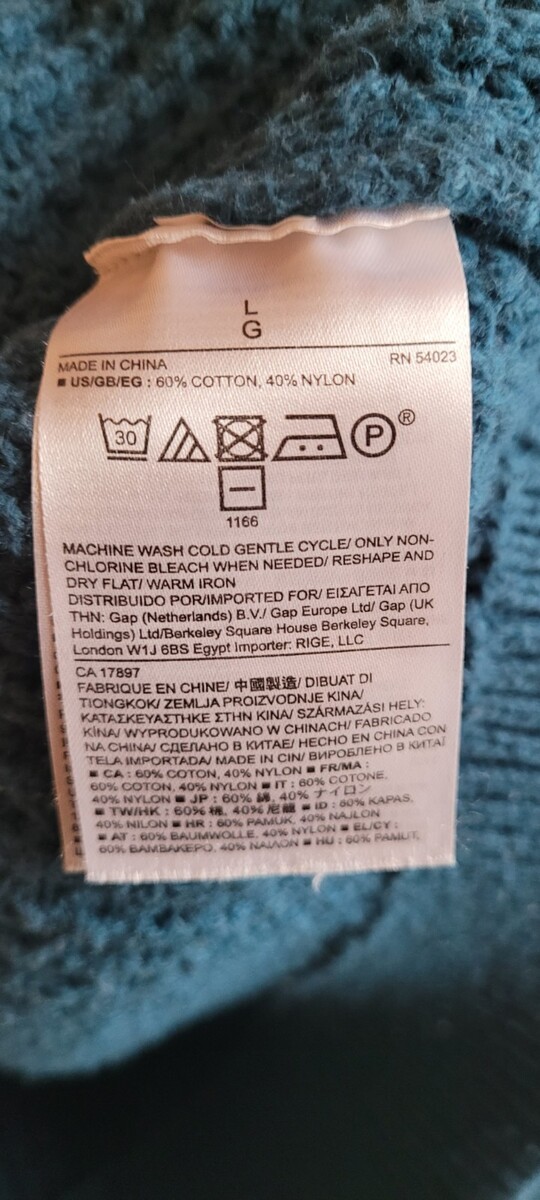 L
G
MADE IN CHINA RN 54023
■ US/GB/EG : 60% COTTON, 40% NYLON
30 P ®
1166
MACHINE WASH COLD GENTLE CYCLE/ ONLY NON-
CHLORINE BLEACH WHEN NEEDED/ RESHAPE AND
DRY FLAT/ WARM IRON
DISTRIBUIDO POR/IMPORTED FOR/ ΕΙΣΑΓΕΤΑΙ ΑΠΟ
ΤΗΝ: Gap (Netherlands) B.V./ Gap Europe Ltd/ Gap (UK
Holdings) Ltd/Berkeley Square House Berkeley Square,
London W1J 6BS Egypt Importer: RIGE, LLC
CA 17897
FABRIQUE EN CHINE/ 中國製造/ DIBUAT DI
TIONGKOK/ ZEMLJA PROIZVODNJE KINA/
ΚΑΤΑΣΚΕΥΑΣΤΗΚΕ ΣΤΗΝ ΚΙΝΑ/ SZÁRMAZÁSI HELY:
KÍNA/ WYPRODUKOWANO W CHINACH/ FABRICADO
NA CHINA/ СДЕЛАНО В КИТАЕ/ HECHO EN CHINA CON
TELA IMPORTADA/ MADE IN CIN/ ВИРОБЛЕНО В КИТАЇ
■ CA : 60% COTON, 40% NYLON ■ FR/MA :
60% COTON, 40% NYLON ■ IT : 60% COTONE,
40% NYLON ■ JP : 60% 綿, 40% ナイロン
■ TW/HK : 60% 棉, 40% 尼龍 ■ ID : 60% KAPAS,
40% NILON ■ HR : 60% PAMUK, 40% NAJLON
■ AT : 60% BAUMWOLLE, 40% NYLON ■ EL/CY :
60% ΒΑΜΒΑΚΕΡΟ, 40% ΝΑΙΛΟΝ ■ HU : 60% PAMUT,